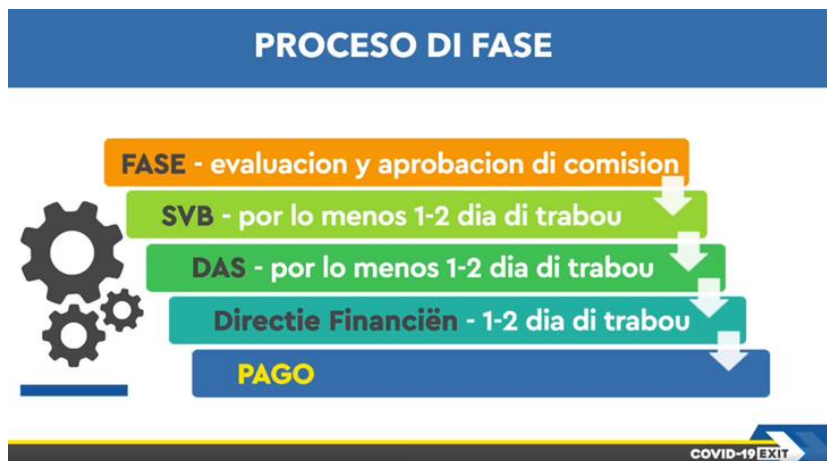 PROCESO DI FASE
FASE - evaluacion y aprobacion di comision
SVB - por lo menos 1-2 dia di trabou
DAS - por lo menos 1-2 dia di trabou
Directie Financiën - 1-2 dia di trabou
PAGO
COVID-19 EXIT